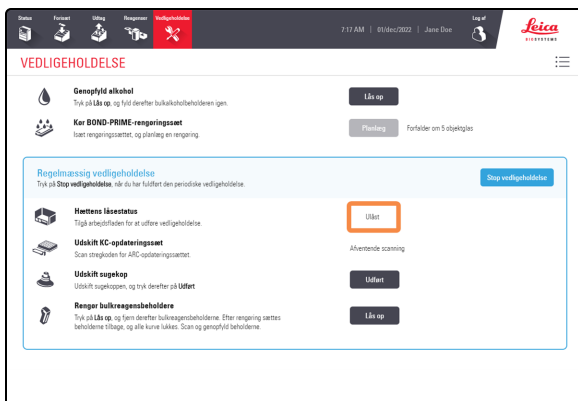 Status
Forisæt
Udtag
Reagenser
Vedligeholdelse
7:17 AM | 01/dec/2022 | Jane Doe
Log af
Leica
BIOSYSTEMS
VEDLIGEHOLDELSE
Genopfyld alkohol
Tryk på Lås op, og fyld derefter bulkalkoholbeholderen igen.
Lås op
Kør BOND-PRIME-rengøringssæt
Isæt rengøringssættet, og planlæg en rengøring.
Planlæg
Forfalder om 5 objektglas
Regelmæssig vedligeholdelse
Tryk på Stop vedligeholdelse, når du har fuldført den periodiske vedligeholdelse.
Stop vedligeholdelse
Hættens låsestatus
Tilgå arbejdsfladen for at udføre vedligeholdelse.
Ulåst
Udskift KC-opdateringssæt
Scan stregkoden for ARC-opdateringssættet.
Afventende scanning
Udskift sugekop
Udskift sugekoppen, og tryk derefter på Udført
Udført
Rengør bulkreagensbeholdere
Tryk på Lås op, og fjern derefter bulkreagensbeholderne. Efter rengøring sættes
beholderne tilbage, og alle kurve lukkes. Scan og genopfyld beholderne.
Lås op